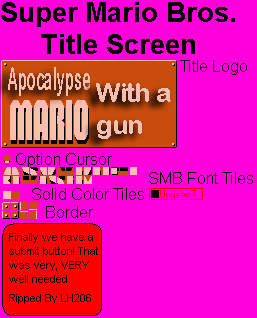 Super Mario Bros.
Title Screen
Title Logo
Apocalypse
MARIO
With a
gun
Option Cursor
SMB Font Tiles
Solid Color Tiles
Unused?
Border
Finally we have a
submit button! That
was very, VERY
well needed.
Ripped By LH206